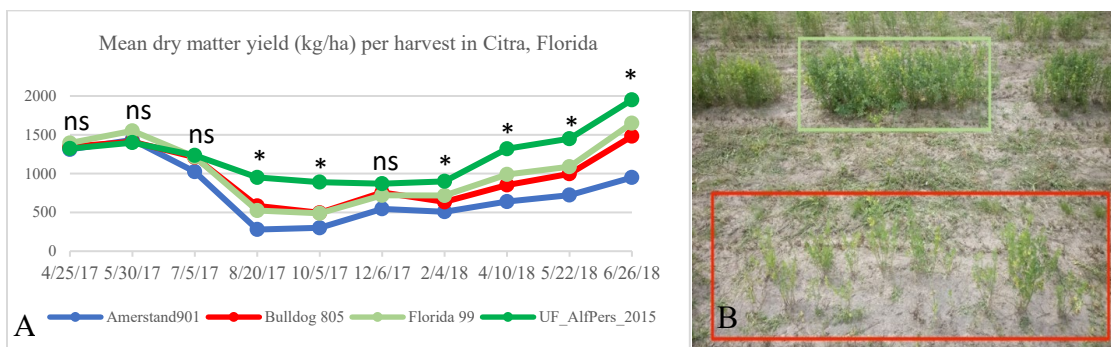 Mean dry matter yield (kg/ha) per harvest in Citra, Florida
2000
1500
1000
500
0
ns ns ns * * ns * * * *
4/25/17 5/30/17 7/5/17 8/20/17 10/5/17 12/6/17 2/4/18 4/10/18 5/22/18 6/26/18
A
Amerstand901 Bulldog 805 Florida 99 UF_AlfPers_2015
B